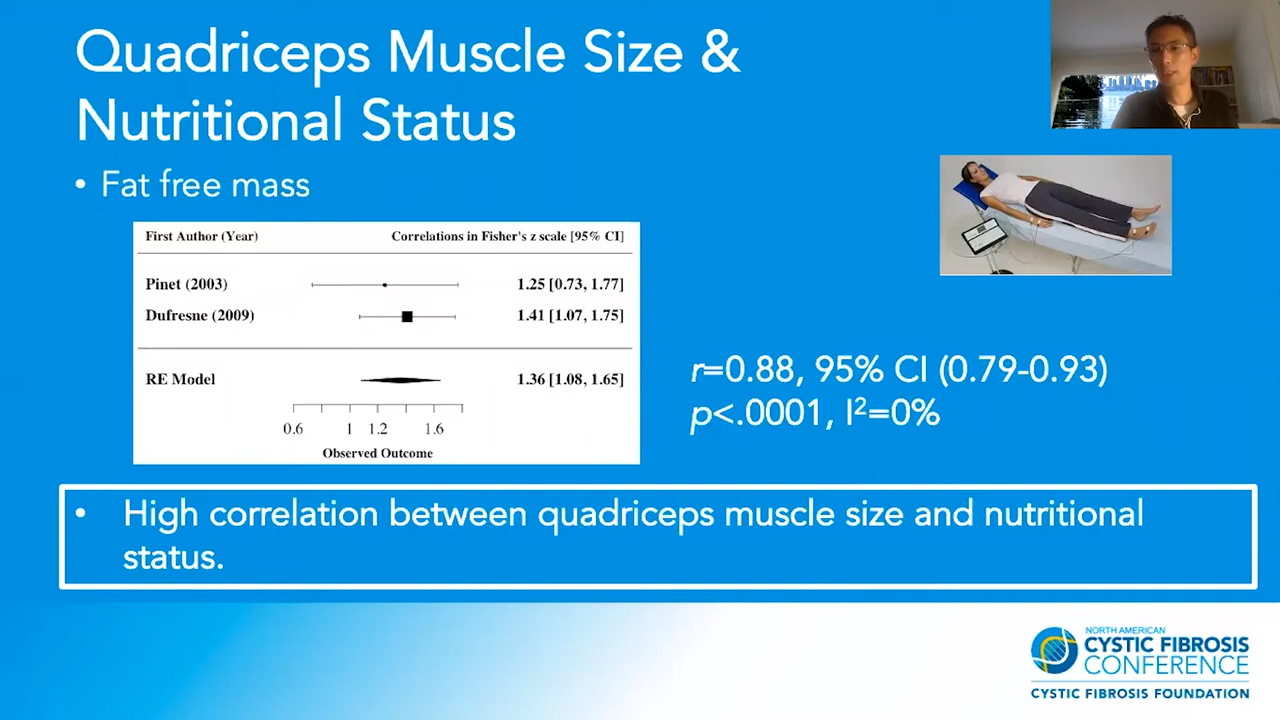 Quadriceps Muscle Size &
Nutritional Status
• Fat free mass
First Author (Year) Correlations in Fisher's z scale [95% CI]
Pinet (2003) 1.25 [0.73, 1.77]
Dufresne (2009) 1.41 [1.07, 1.75]
RE Model 1.36 [1.08, 1.65]
0.6 1 1.2 1.6
Observed Outcome
r=0.88, 95% CI (0.79-0.93)
p<.0001, I²=0%
• High correlation between quadriceps muscle size and nutritional
status.
NORTH AMERICAN
CYSTIC FIBROSIS
CONFERENCE
CYSTIC FIBROSIS FOUNDATION